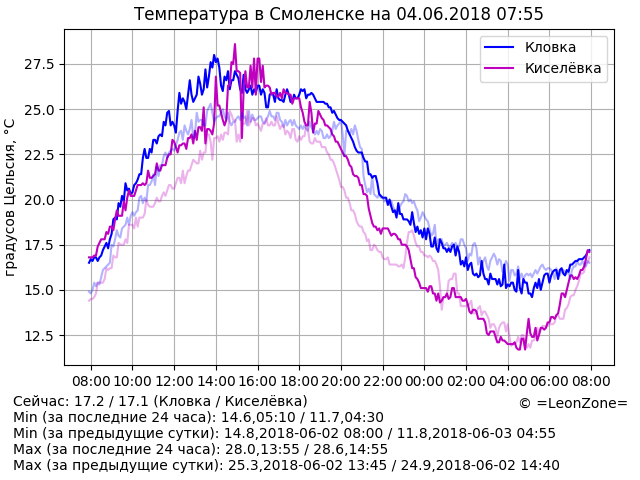 Температура в Смоленске на 04.06.2018 07:55
Кловка
Киселёвка
градусов Цельсия, °C
27.5
25.0
22.5
20.0
17.5
15.0
12.5
08:00 10:00 12:00 14:00 16:00 18:00 20:00 22:00 00:00 02:00 04:00 06:00 08:00
Сейчас: 17.2 / 17.1 (Кловка / Киселёвка)
© =LeonZone=
Min (за последние 24 часа): 14.6,05:10 / 11.7,04:30
Min (за предыдущие сутки): 14.8,2018-06-02 08:00 / 11.8,2018-06-03 04:55
Max (за последние 24 часа): 28.0,13:55 / 28.6,14:55
Max (за предыдущие сутки): 25.3,2018-06-02 13:45 / 24.9,2018-06-02 14:40